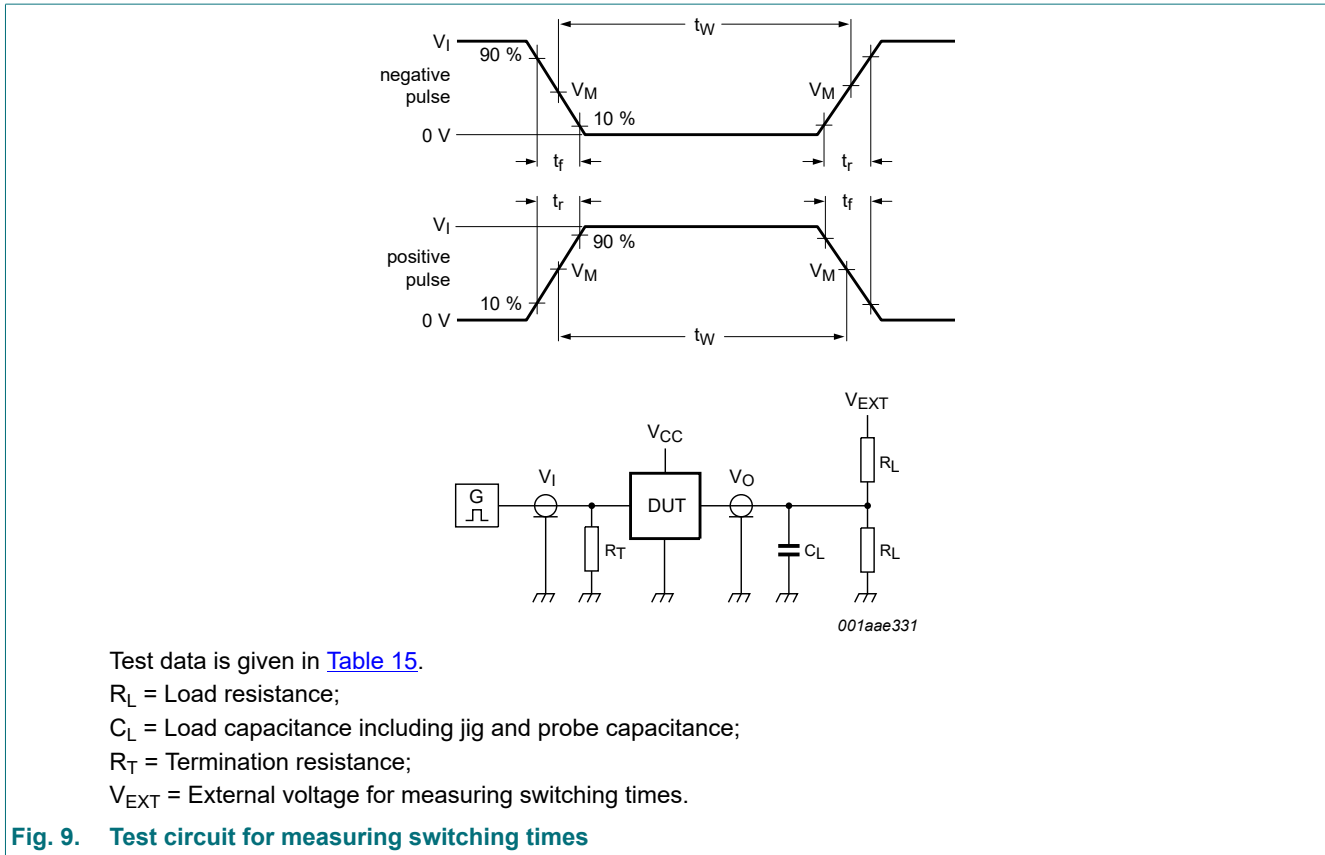 tW
VI
90 %
negative
pulse
VM
VM
10 %
0 V
tf
tr
tr
tf
VI
90 %
positive
pulse
VM
VM
10 %
0 V
tW
VEXT
VCC
RL
VI
VO
G
DUT
RT
CL
RL
001aae331
Test data is given in Table 15.
RL = Load resistance;
CL = Load capacitance including jig and probe capacitance;
RT = Termination resistance;
VEXT = External voltage for measuring switching times.
Fig. 9. Test circuit for measuring switching times